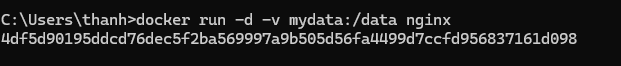 C:\Users\thanh>docker run -d -v mydata:/data nginx
4df5d90195ddcd76dec5f2ba569997a9b505d56fa4499d7ccfd956837161d098